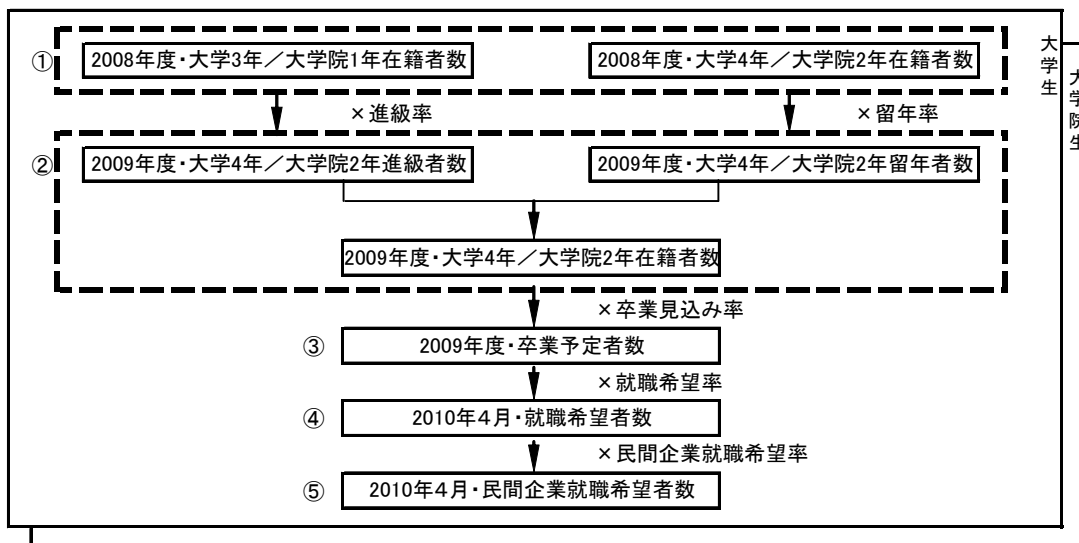 ①
2008年度・大学3年／大学院1年在籍者数
2008年度・大学4年／大学院2年在籍者数
×進級率
×留年率
②
2009年度・大学4年／大学院2年進級者数
2009年度・大学4年／大学院2年留年者数
2009年度・大学4年／大学院2年在籍者数
×卒業見込み率
③
2009年度・卒業予定者数
×就職希望率
④
2010年4月・就職希望者数
×民間企業就職希望率
⑤
2010年4月・民間企業就職希望者数
大学生
大学院生